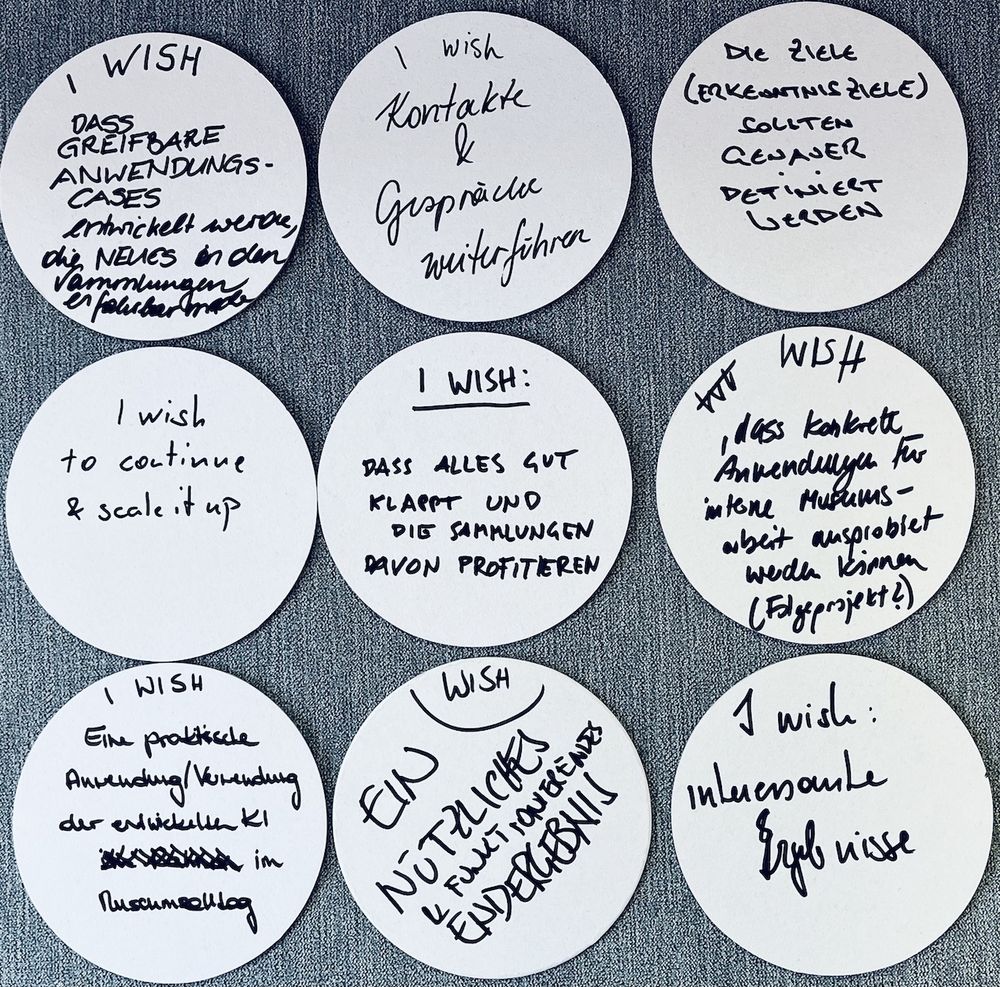 I WISH
DASS
GREIFBARE
ANWENDUNGS-
CASES
entwickelt werden,
die NEUES in den
Sammlungen
erfahrbar machen
I wish
Kontakte
&
Gespräche
weiterführen
DIE ZIELE
(ERKENNTNISZIELE)
SOLLTEN
GENAUER
DEFINIERT
WERDEN
I wish
to continue
& scale it up
I WISH:
DASS ALLES GUT
KLAPPT UND
DIE SAMMLUNGEN
DAVON PROFITIEREN
WISH
, dass konkrete
Anwendungen für
interne Museums-
arbeit ausprobiert
werden können
(Folgeprojekt?)
I WISH
Eine praktische
Anwendung/Verwendung
der entwickelten KI
im
I WISH
EIN
NÜTZLICHES
& FUNKTIONIERENDES
ENDERGEBNIS
I wish:
interessante
Ergebnisse